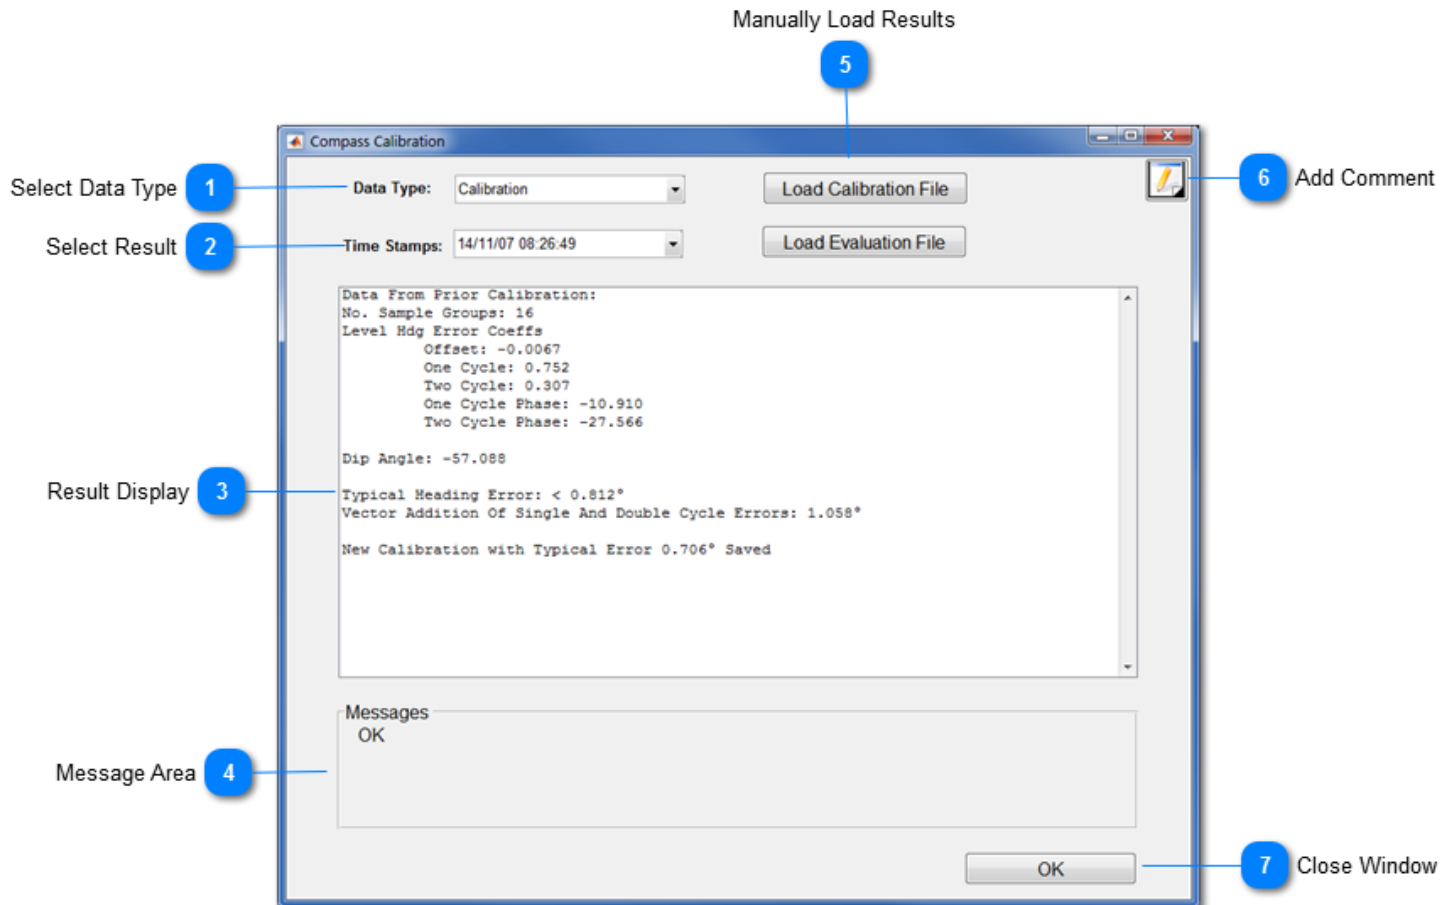 Manually Load Results
5
Compass Calibration
Select Data Type 1
Data Type: Calibration
Load Calibration File
6 Add Comment
Select Result 2
Time Stamps: 14/11/07 08:26:49
Load Evaluation File
Data From Prior Calibration:
No. Sample Groups: 16
Level Hdg Error Coeffs
Offset: -0.0067
One Cycle: 0.752
Two Cycle: 0.307
One Cycle Phase: -10.910
Two Cycle Phase: -27.566
Dip Angle: -57.088
Result Display 3
Typical Heading Error: < 0.812°
Vector Addition Of Single And Double Cycle Errors: 1.058°
New Calibration with Typical Error 0.706° Saved
Messages
OK
Message Area 4
OK
7 Close Window